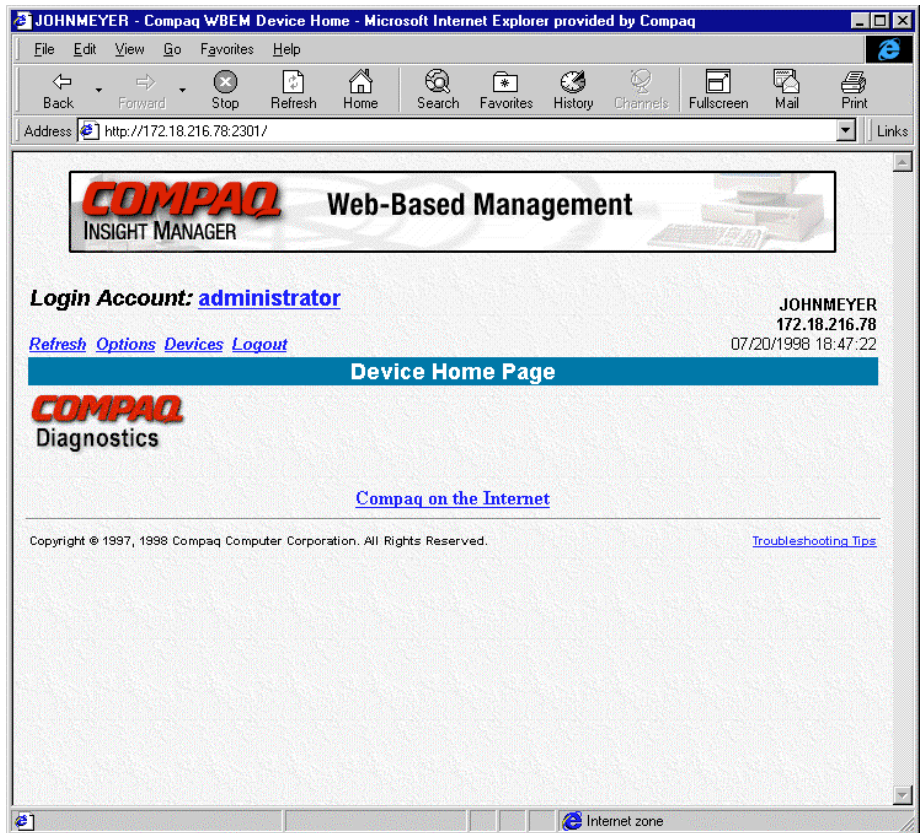 JOHNMEYER - Compaq WBEM Device Home - Microsoft Internet Explorer provided by Compaq
File Edit View Go Favorites Help
Back Forward Stop Refresh Home Search Favorites History Channels Fullscreen Mail Print
Address http://172.18.216.78:2301/ Links
COMPAQ
INSIGHT MANAGER
Web-Based Management
Login Account: administrator
JOHNMEYER
172.18.216.78
Refresh Options Devices Logout
07/20/1998 18:47:22
Device Home Page
COMPAQ
Diagnostics
Compaq on the Internet
Copyright © 1997, 1998 Compaq Computer Corporation. All Rights Reserved.
Troubleshooting Tips
Internet zone